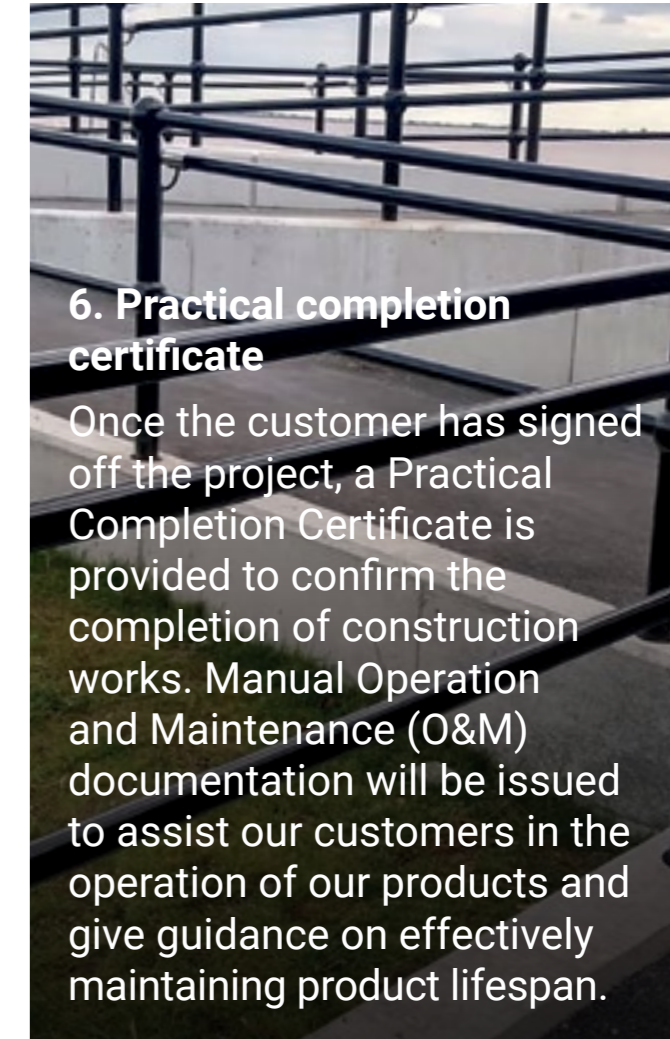 6. Practical completion
certificate
Once the customer has signed
off the project, a Practical
Completion Certificate is
provided to confirm the
completion of construction
works. Manual Operation
and Maintenance (O&M)
documentation will be issued
to assist our customers in the
operation of our products and
give guidance on effectively
maintaining product lifespan.